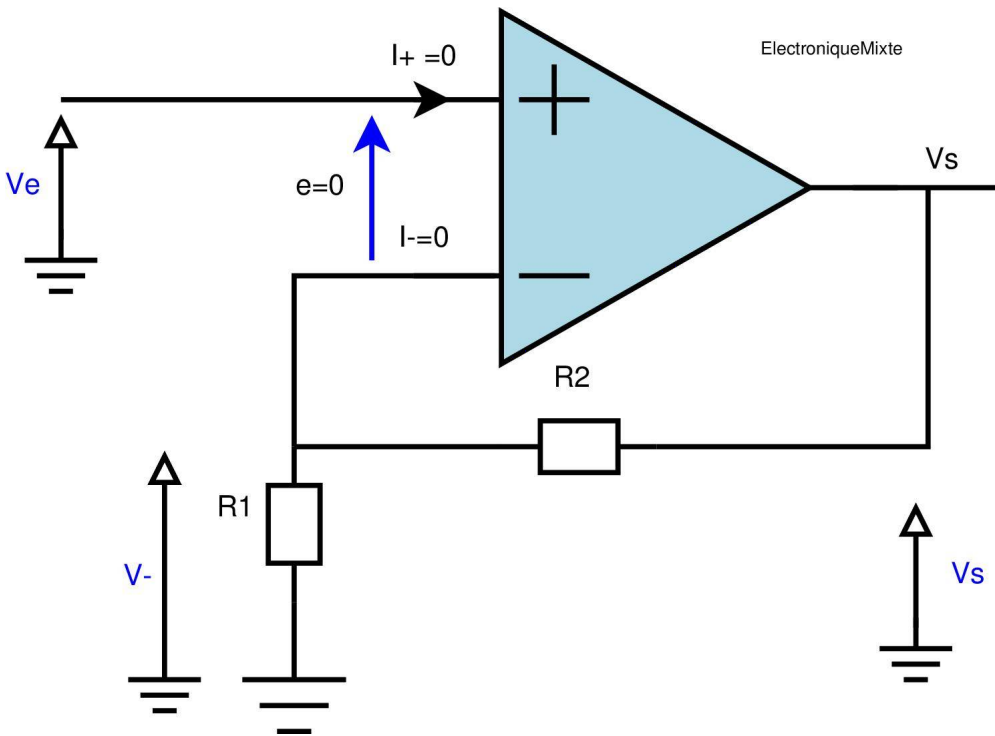 ElectroniqueMixte
I+ =0
Vs
Ve
e=0
I-=0
R2
R1
V-
Vs